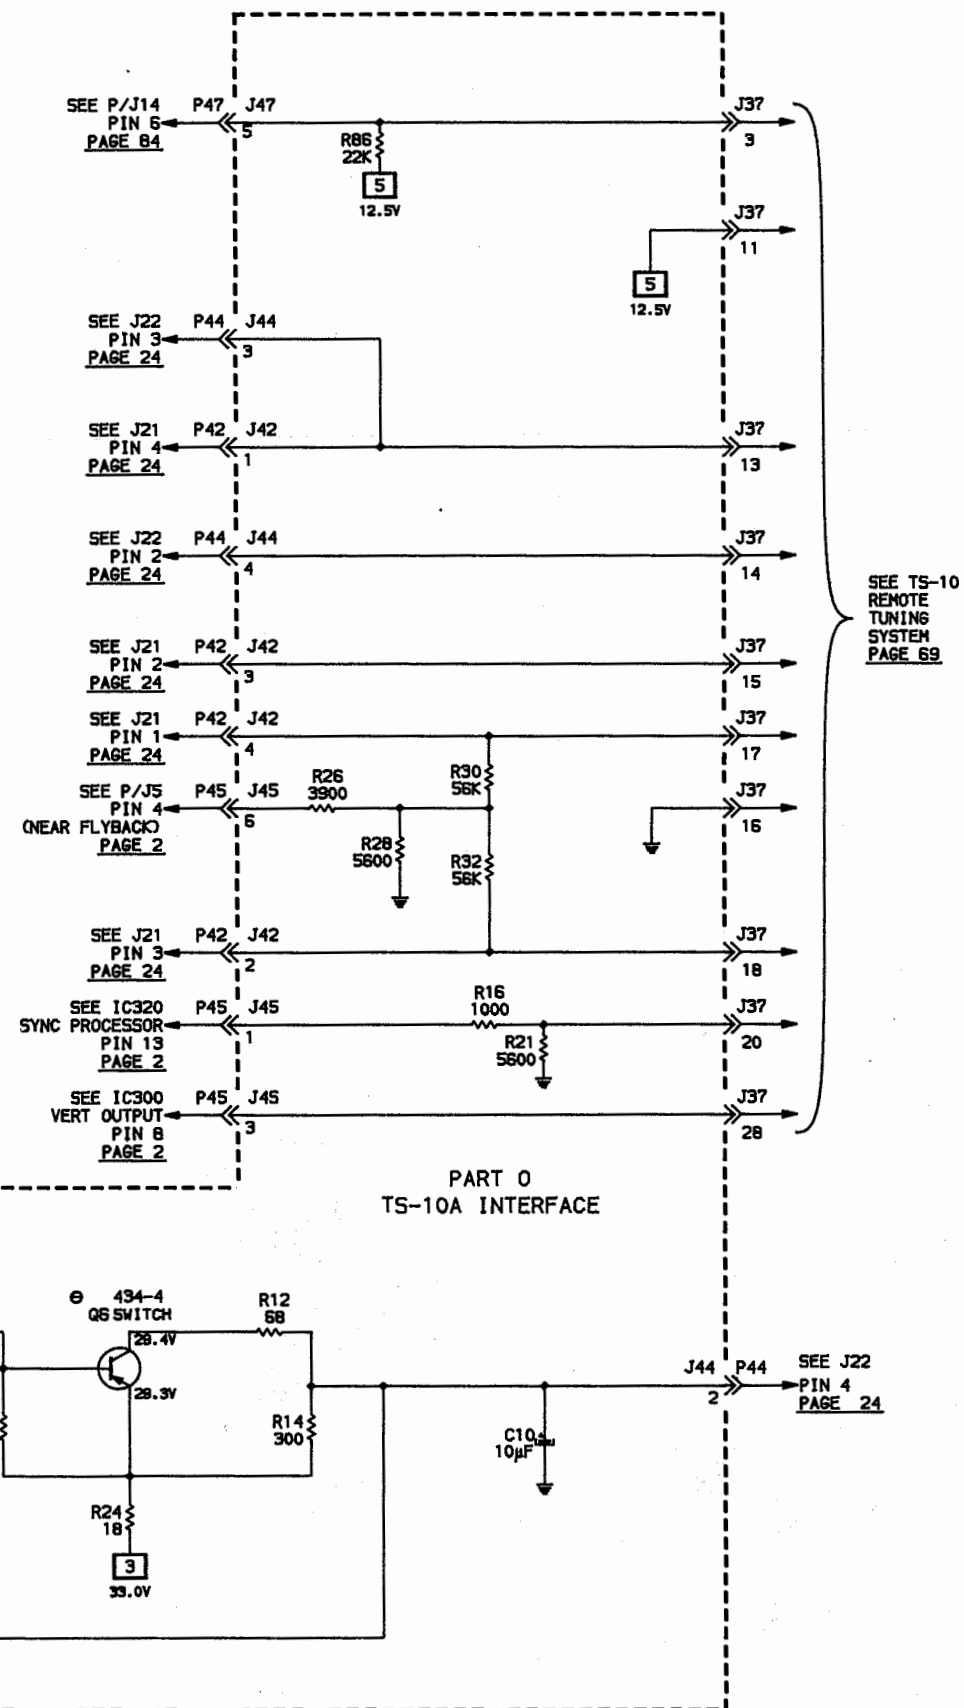 SEE P/J14 P47 J47 J37
PIN 6 5 3
PAGE 84
R86
22K
5
12.5V
J37
11
5
12.5V
SEE J22 P44 J44
PIN 3 3
PAGE 24
SEE J21 P42 J42 J37
PIN 4 1 13
PAGE 24
SEE J22 P44 J44 J37
PIN 2 4 14
PAGE 24
SEE TS-10
REMOTE
TUNING
SYSTEM
PAGE 69
SEE J21 P42 J42 J37
PIN 2 3 15
PAGE 24
SEE J21 P42 J42 J37
PIN 1 4 17
PAGE 24
R30
56K
SEE P/J5 P45 J45 R26 J37
PIN 4 6 3900 16
(NEAR FLYBACK)
PAGE 2
R28
5600
R32
56K
SEE J21 P42 J42 J37
PIN 3 2 18
PAGE 24
SEE IC320 P45 J45 R16 J37
SYNC PROCESSOR 1 1000 20
PIN 13
PAGE 2
R21
5600
SEE IC300 P45 J45 J37
VERT OUTPUT 3 28
PIN 8
PAGE 2
PART O
TS-10A INTERFACE
434-4
Q6 SWITCH
29.4V
29.3V
R12
68
J44 P44 SEE J22
2 PIN 4
PAGE 24
R14
300
C10
10µF
R24
18
3
33.0V